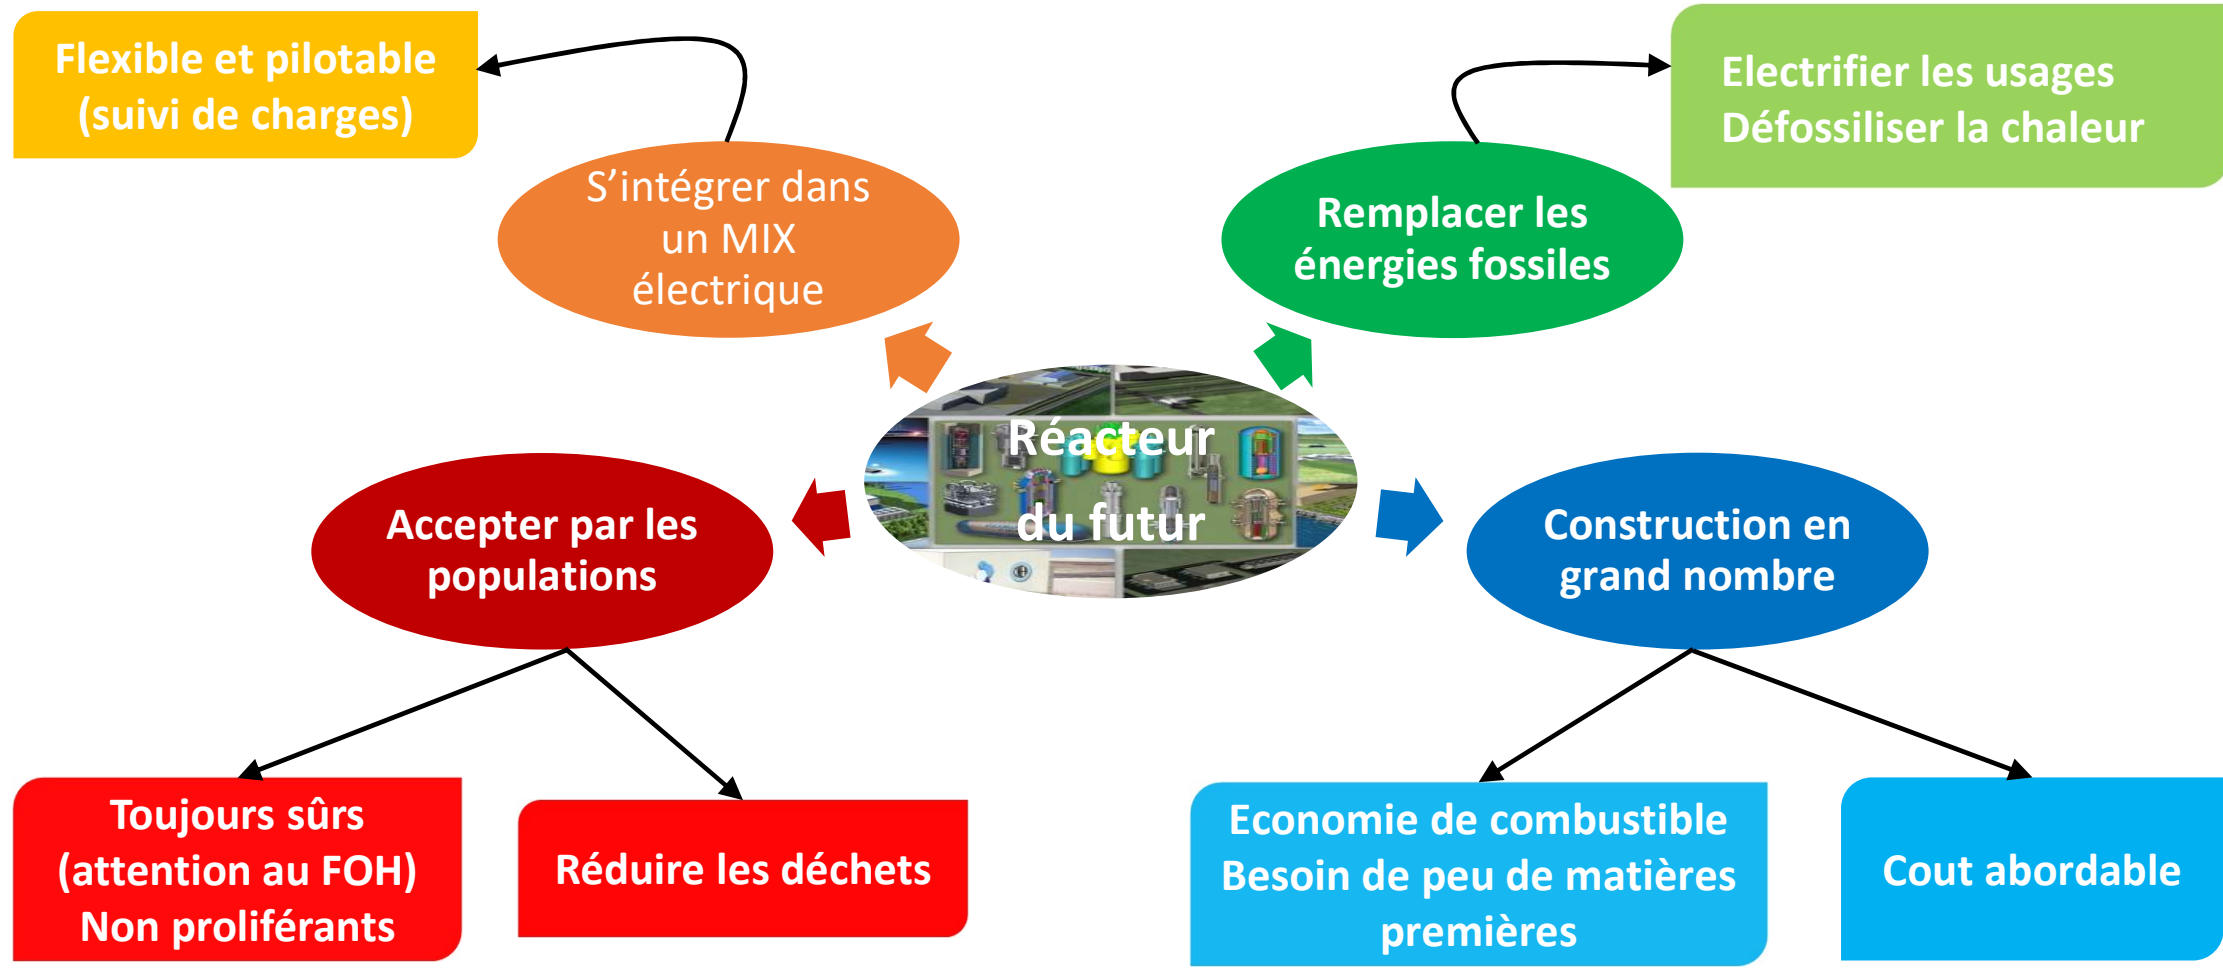 Flexible et pilotable
(suivi de charges)
Electrifier les usages
Défossiliser la chaleur
S’intégrer dans
un MIX
électrique
Remplacer les
énergies fossiles
Réacteur
du futur
Accepter par les
populations
Construction en
grand nombre
Toujours sûrs
(attention au FOH)
Non proliférants
Réduire les déchets
Economie de combustible
Besoin de peu de matières
premières
Cout abordable